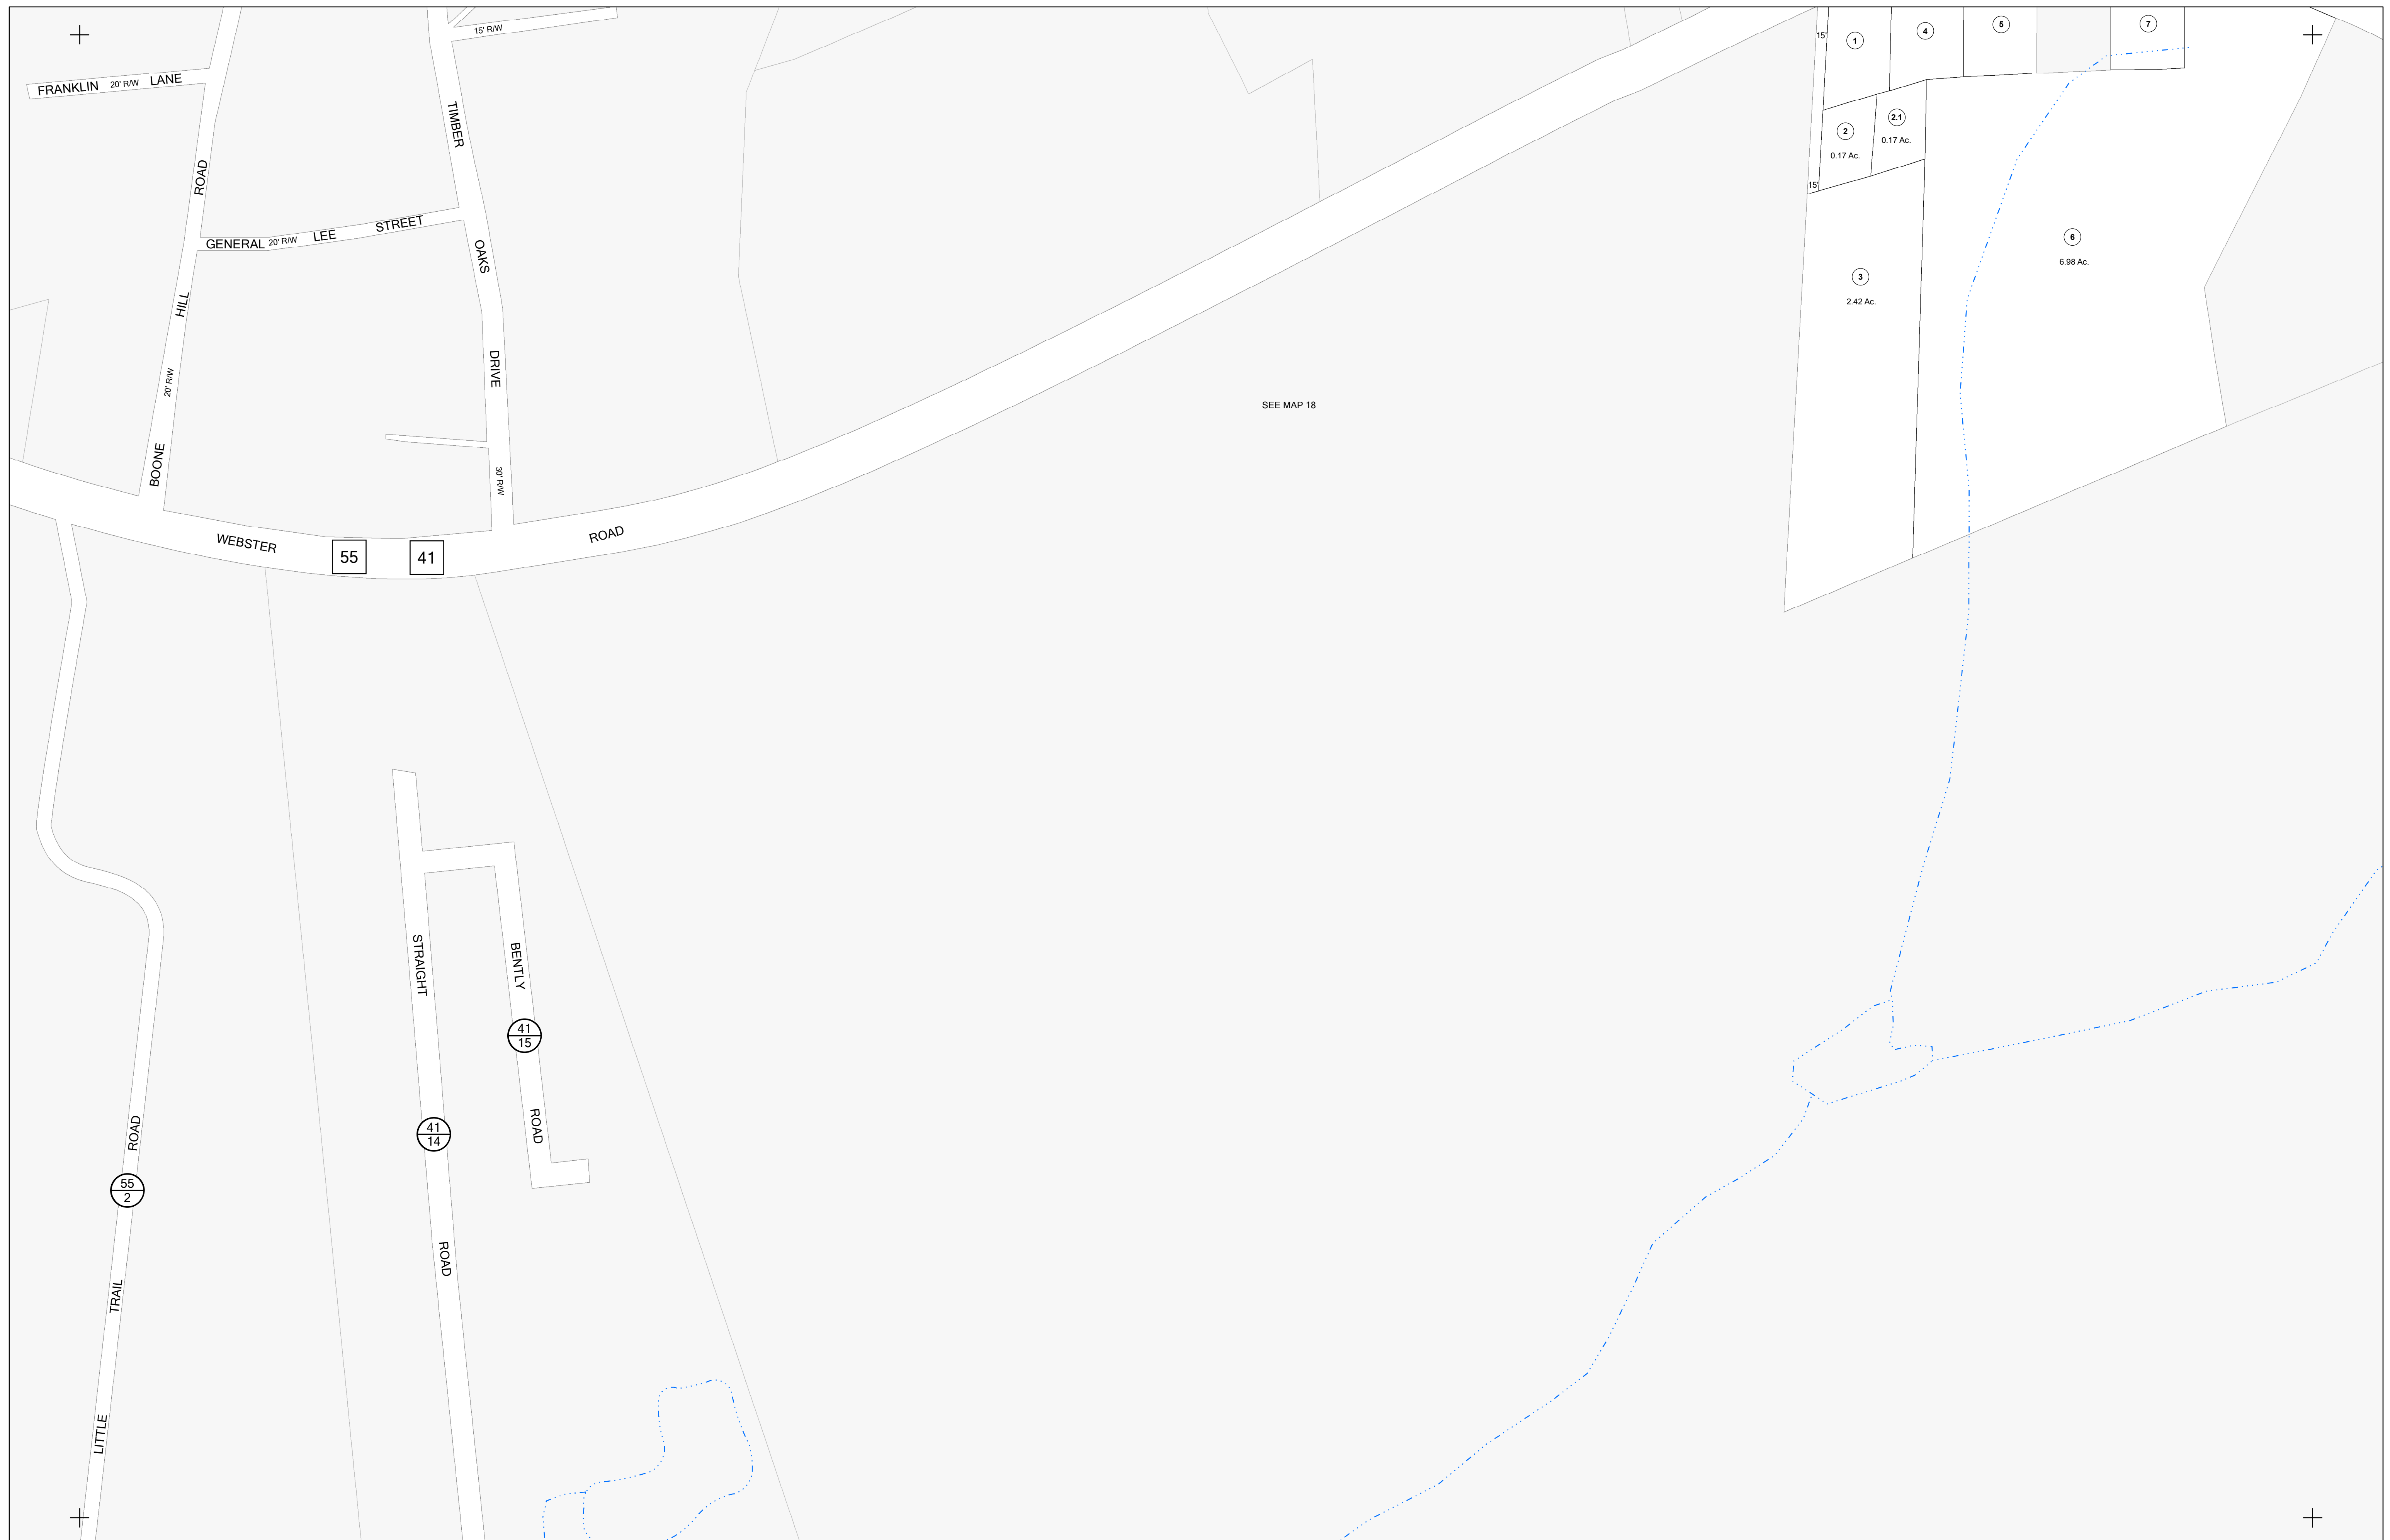 15' R/W
FRANKLIN 20' R/W LANE
TIMBER OAKS DRIVE
30' R/W
BOONE HILL ROAD
20' R/W
GENERAL 20' R/W LEE STREET
WEBSTER ROAD
55
41
SEE MAP 18
15'
1
4
5
7
2
0.17 Ac.
2.1
0.17 Ac.
15'
3
2.42 Ac.
6
6.98 Ac.
STRAIGHT ROAD
41
14
BENTLY ROAD
41
15
LITTLE TRAIL ROAD
55
2